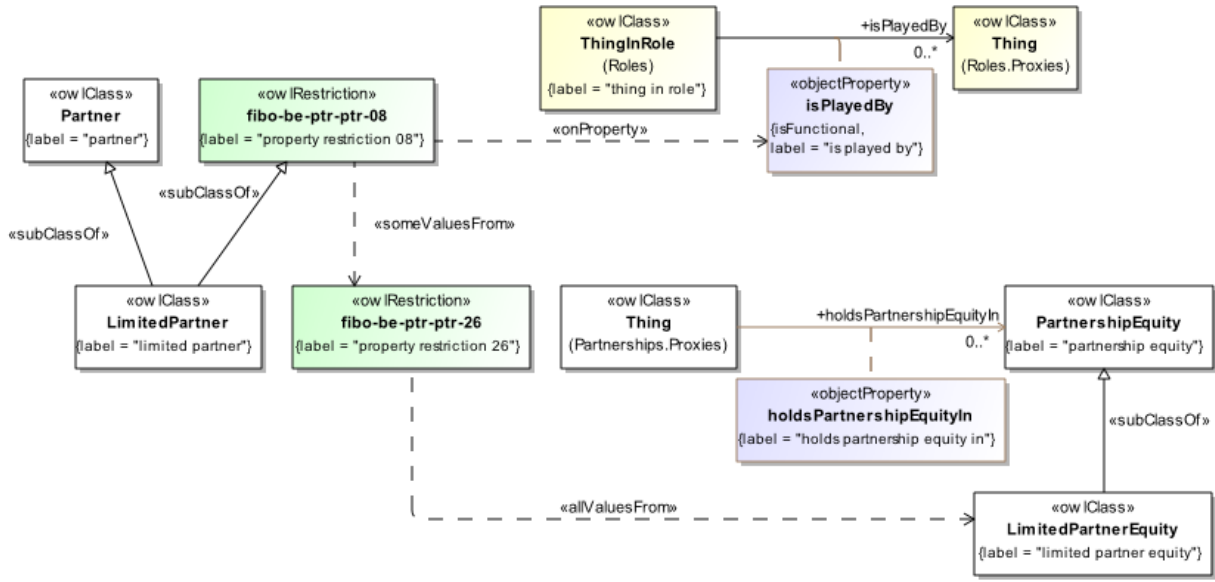 «owlClass»
ThingInRole
(Roles)
{label = "thing in role"}
+isPlayedBy
0..*
«owlClass»
Thing
(Roles.Proxies)
«owlClass»
Partner
{label = "partner"}
«owlRestriction»
fibo-be-ptr-ptr-08
{label = "property restriction 08"}
«onProperty»
«objectProperty»
isPlayedBy
{isFunctional,
label = "is played by"}
«subClassOf»
«subClassOf»
«someValuesFrom»
«owlClass»
LimitedPartner
{label = "limited partner"}
«owlRestriction»
fibo-be-ptr-ptr-26
{label = "property restriction 26"}
«owlClass»
Thing
(Partnerships.Proxies)
+holdsPartnershipEquityIn
0..*
«owlClass»
PartnershipEquity
{label = "partnership equity"}
«objectProperty»
holdsPartnershipEquityIn
{label = "holds partnership equity in"}
«subClassOf»
«allValuesFrom»
«owlClass»
LimitedPartnerEquity
{label = "limited partner equity"}